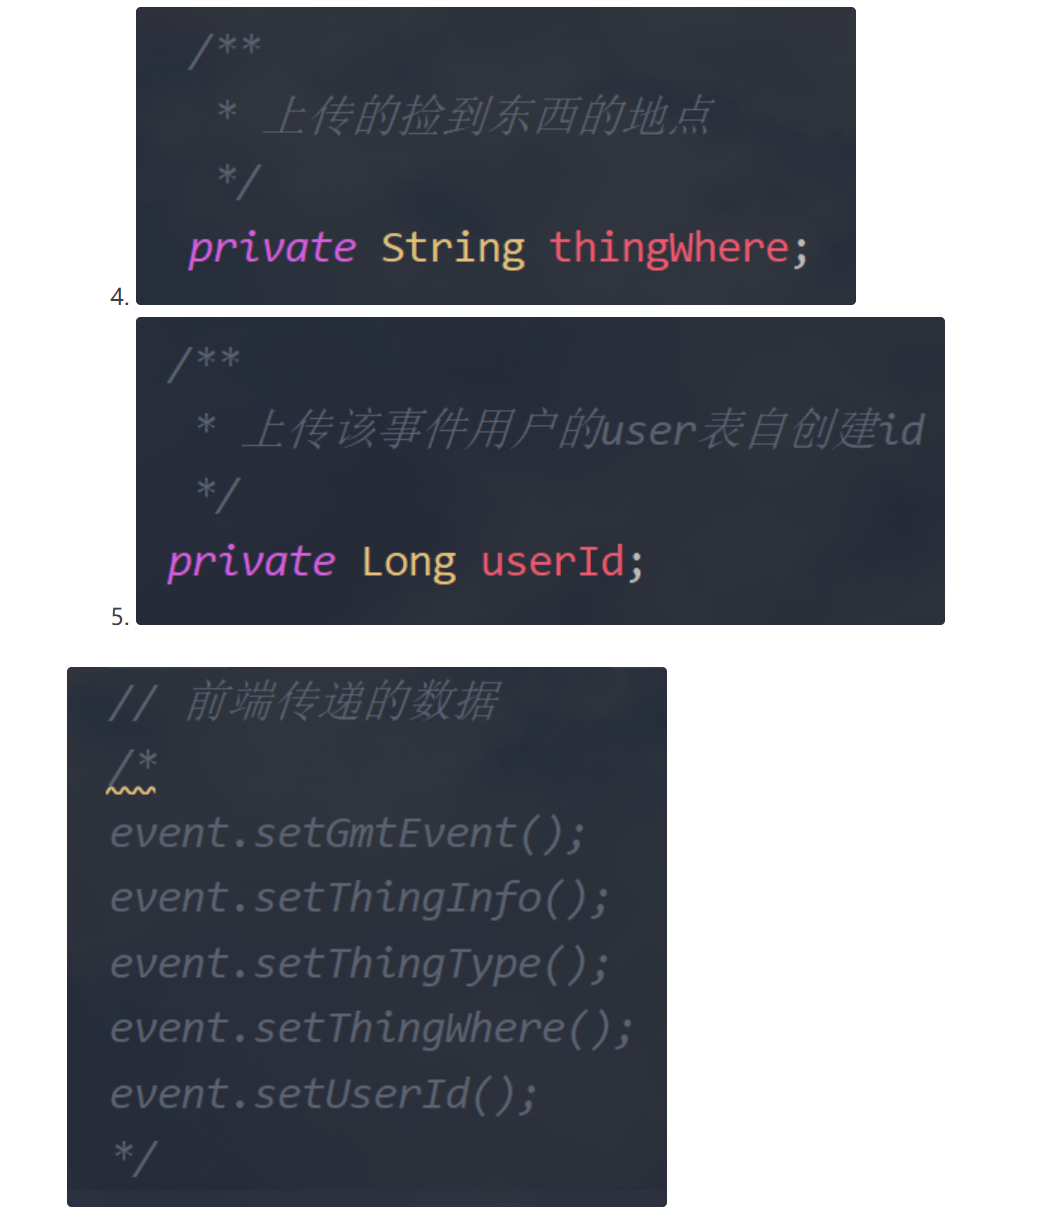 /**
* 上传的捡到东西的地点
*/
private String thingWhere;
4.
/**
* 上传该事件用户的user表自创建id
*/
private Long userId;
5.
// 前端传递的数据
/*
event.setGmtEvent();
event.setThingInfo();
event.setThingType();
event.setThingWhere();
event.setUserId();
*/